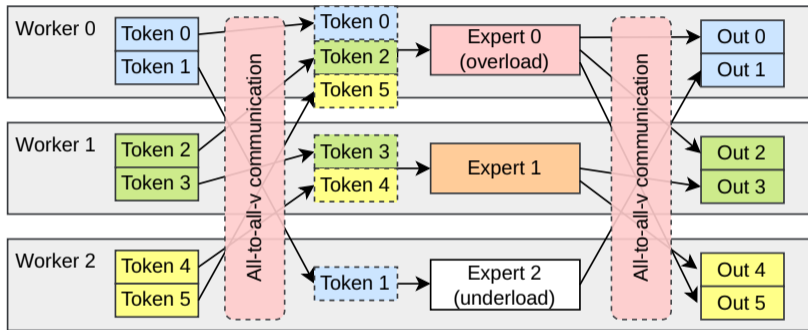 Worker 0
Token 0
Token 1
All-to-all-v communication
Token 0
Token 2
Token 5
Expert 0
(overload)
All-to-all-v communication
Out 0
Out 1
Worker 1
Token 2
Token 3
Token 3
Token 4
Expert 1
Out 2
Out 3
Worker 2
Token 4
Token 5
Token 1
Expert 2
(underload)
Out 4
Out 5